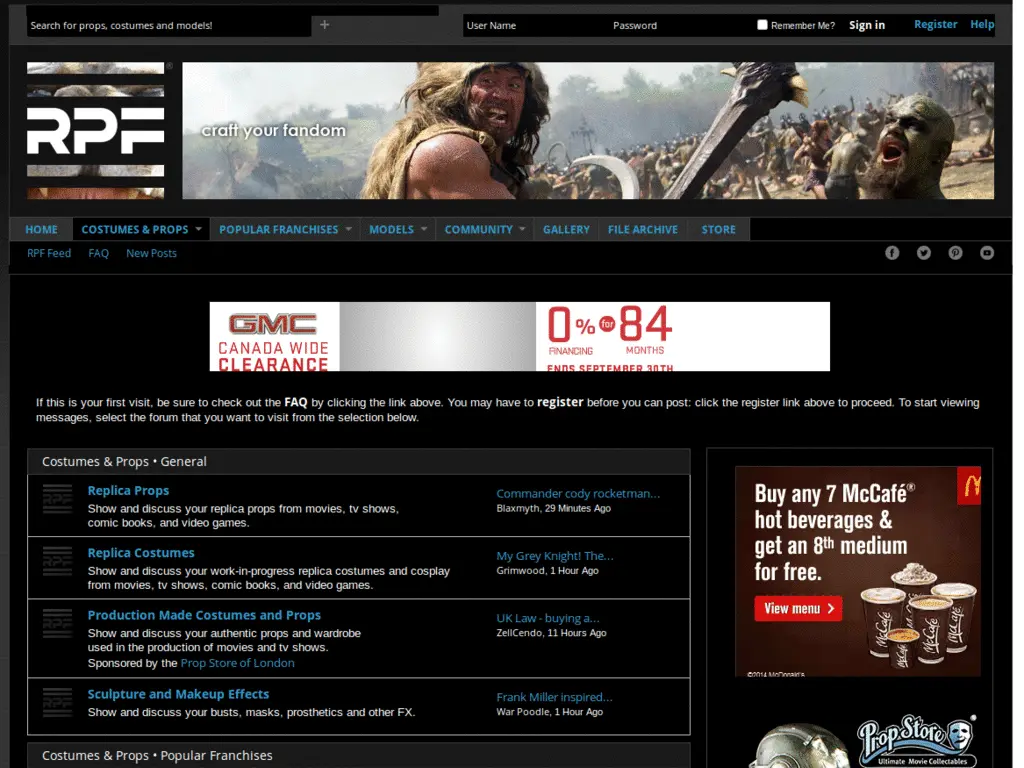 Search for props, costumes and models!
+
User Name
Password
Remember Me?
Sign in
Register
Help
RPF
®
craft your fandom
HOME
COSTUMES & PROPS
POPULAR FRANCHISES
MODELS
COMMUNITY
GALLERY
FILE ARCHIVE
STORE
RPF Feed
FAQ
New Posts
GMC
CANADA WIDE
CLEARANCE
0% for 84
FINANCING MONTHS
ENDS SEPTEMBER 30TH
If this is your first visit, be sure to check out the FAQ by clicking the link above. You may have to register before you can post: click the register link above to proceed. To start viewing
messages, select the forum that you want to visit from the selection below.
Costumes & Props • General
Replica Props
Show and discuss your replica props from movies, tv shows,
comic books, and video games.
Commander cody rocketman...
Blaxmyth, 29 Minutes Ago
Replica Costumes
Show and discuss your work-in-progress replica costumes and cosplay
from movies, tv shows, comic books, and video games.
My Grey Knight! The...
Grimwood, 1 Hour Ago
Production Made Costumes and Props
Show and discuss your authentic props and wardrobe
used in the production of movies and tv shows.
Sponsored by the Prop Store of London
UK Law - buying a...
ZellCendo, 11 Hours Ago
Sculpture and Makeup Effects
Show and discuss your busts, masks, prosthetics and other FX.
Frank Miller inspired...
War Poodle, 1 Hour Ago
Costumes & Props • Popular Franchises
Buy any 7 McCafé®
hot beverages &
get an 8th medium
for free.
View menu
McCafé
McCafé
McCafé
McCafé
©2014 McDonald's
Prop Store
Ultimate Movie Collectables